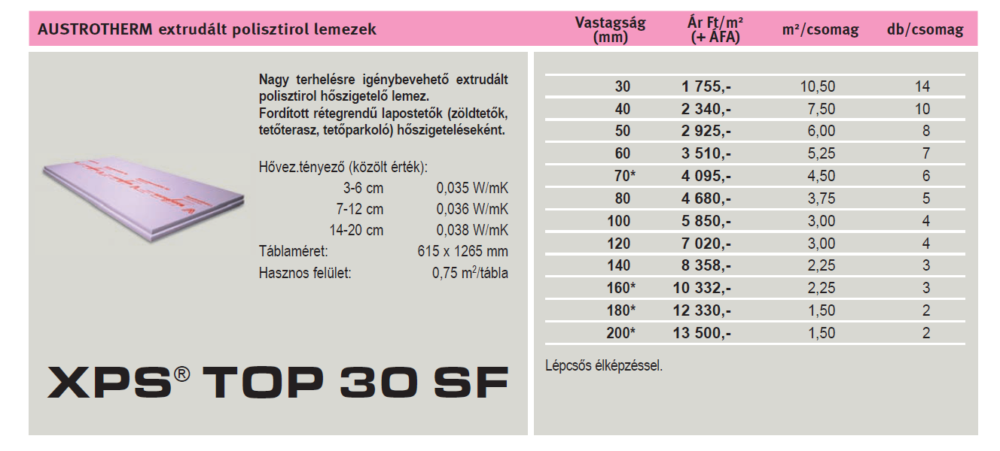 AUSTROTHERM extrudált polisztirol lemezek
Vastagság (mm) Ár Ft/m² (+ ÁFA) m²/csomag db/csomag
Nagy terhelésre igénybevehető extrudált
polisztirol hőszigetelő lemez.
Fordított rétegrendű lapostetők (zöldtetők,
tetőterasz, tetőparkoló) hőszigeteléseként.
Hővez.tényező (közölt érték):
3-6 cm 0,035 W/mK
7-12 cm 0,036 W/mK
14-20 cm 0,038 W/mK
Táblaméret: 615 x 1265 mm
Hasznos felület: 0,75 m²/tábla
XPS® TOP 30 SF
30 1 755,- 10,50 14
40 2 340,- 7,50 10
50 2 925,- 6,00 8
60 3 510,- 5,25 7
70* 4 095,- 4,50 6
80 4 680,- 3,75 5
100 5 850,- 3,00 4
120 7 020,- 3,00 4
140 8 358,- 2,25 3
160* 10 332,- 2,25 3
180* 12 330,- 1,50 2
200* 13 500,- 1,50 2
Lépcsős élképzéssel.